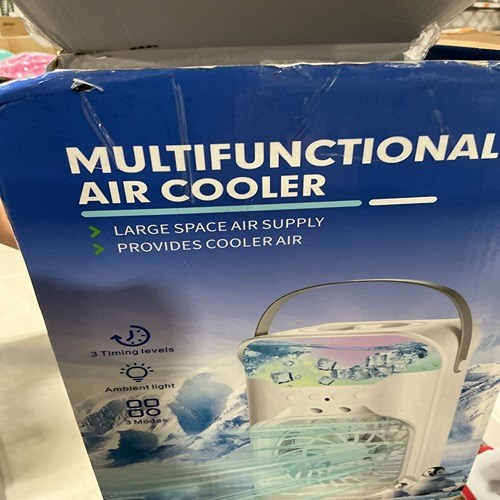 MULTIFUNCTIONAL
AIR COOLER
LARGE SPACE AIR SUPPLY
PROVIDES COOLER AIR
3 Timing levels
Ambient light
3 Modes